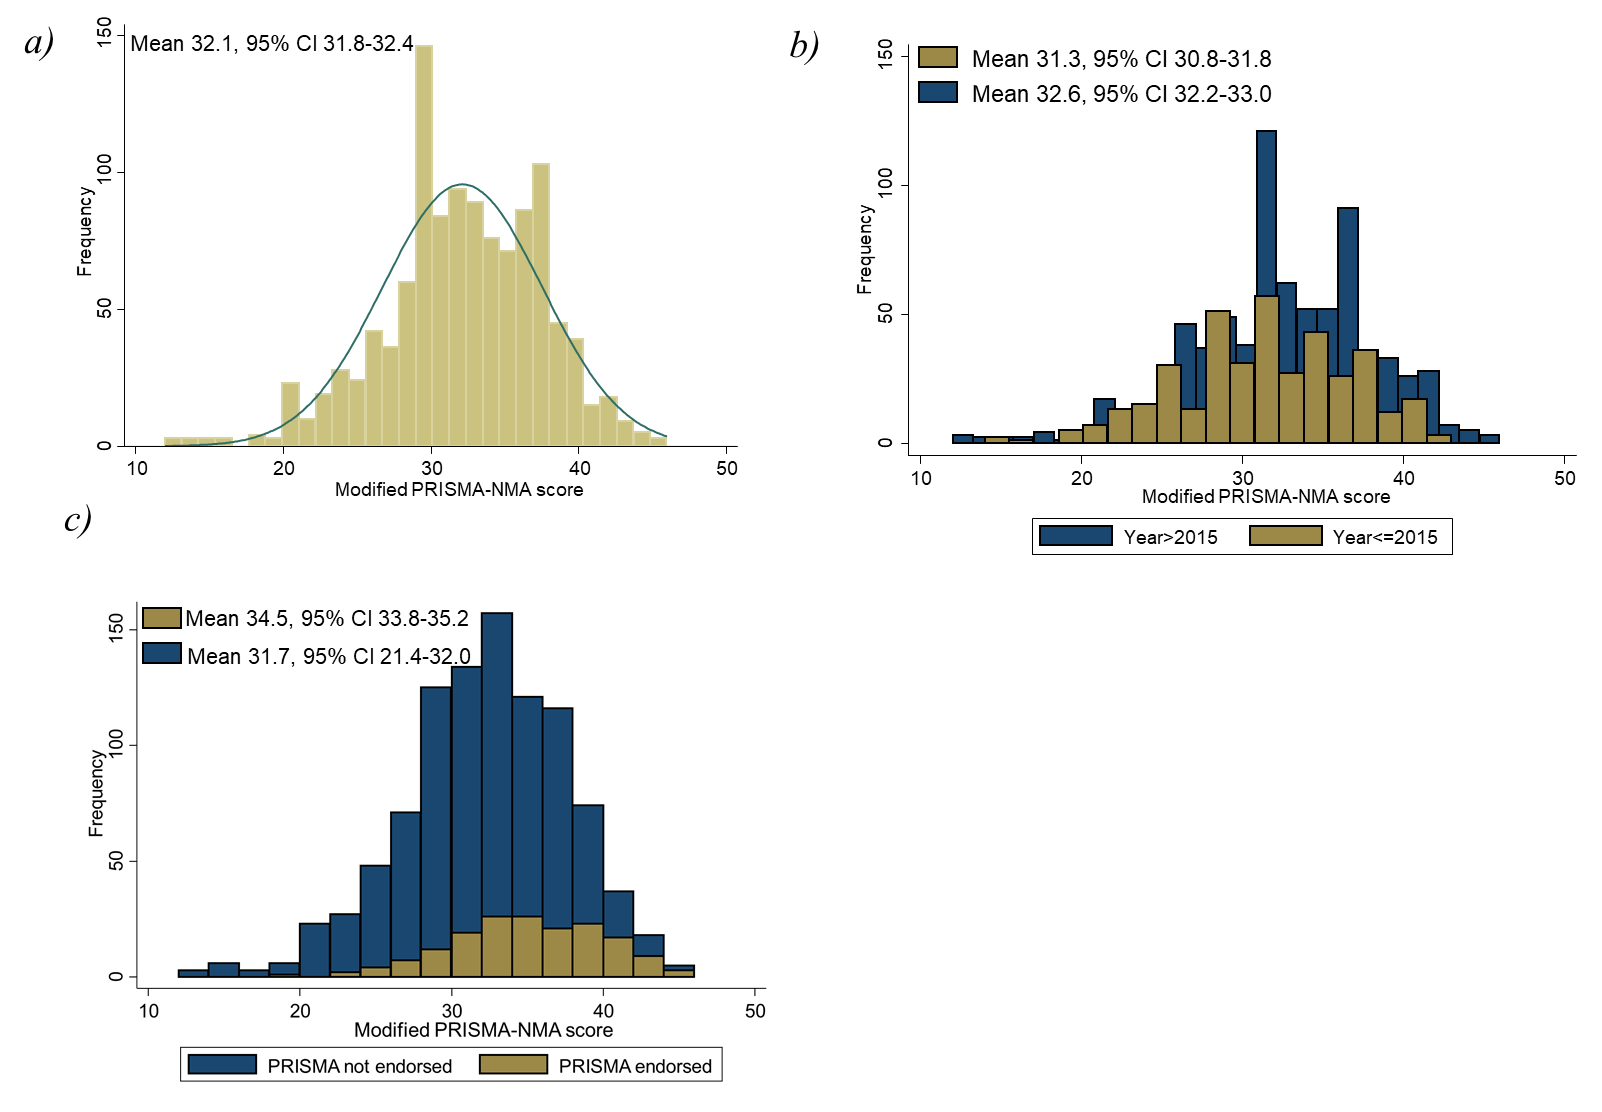 a)
Mean 32.1, 95% CI 31.8-32.4
Frequency
0
50
100
150
10 20 30 40 50
Modified PRISMA-NMA score
b)
Mean 31.3, 95% CI 30.8-31.8
Mean 32.6, 95% CI 32.2-33.0
Frequency
0
50
100
150
10 20 30 40 50
Modified PRISMA-NMA score
Year>2015 Year<=2015
c)
Mean 34.5, 95% CI 33.8-35.2
Mean 31.7, 95% CI 21.4-32.0
Frequency
0
50
100
150
10 20 30 40 50
Modified PRISMA-NMA score
PRISMA not endorsed PRISMA endorsed